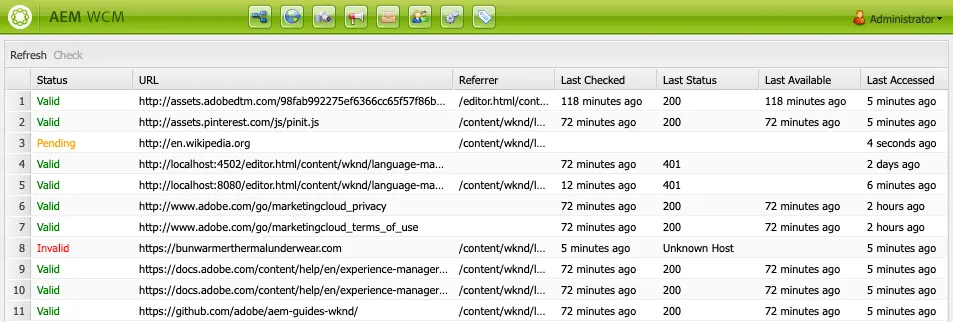 AEM WCM Administrator
Refresh Check
Status URL Referrer Last Checked Last Status Last Available Last Accessed
1 Valid http://assets.adobedtm.com/98fab992275ef6366cc65f57f86b... /editor.html/cont... 118 minutes ago 200 118 minutes ago 5 minutes ago
2 Valid http://assets.pinterest.com/js/pinit.js /content/wknd/l... 72 minutes ago 200 72 minutes ago 5 minutes ago
3 Pending http://en.wikipedia.org /content/wknd/l... 4 seconds ago
4 Valid http://localhost:4502/editor.html/content/wknd/language-ma... 72 minutes ago 401 2 days ago
5 Valid http://localhost:8080/editor.html/content/wknd/language-ma... 12 minutes ago 401 6 minutes ago
6 Valid http://www.adobe.com/go/marketingcloud_privacy 72 minutes ago 200 72 minutes ago 2 hours ago
7 Valid http://www.adobe.com/go/marketingcloud_terms_of_use 72 minutes ago 200 72 minutes ago 2 hours ago
8 Invalid https://bunwarmerthermalunderwear.com /content/wknd/l... 5 minutes ago Unknown Host 5 minutes ago
9 Valid https://docs.adobe.com/content/help/en/experience-manager... /content/wknd/l... 72 minutes ago 200 72 minutes ago 5 minutes ago
10 Valid https://docs.adobe.com/content/help/en/experience-manager... /content/wknd/l... 72 minutes ago 200 72 minutes ago 5 minutes ago
11 Valid https://github.com/adobe/aem-guides-wknd/ /content/wknd/l... 72 minutes ago 200 72 minutes ago 5 minutes ago